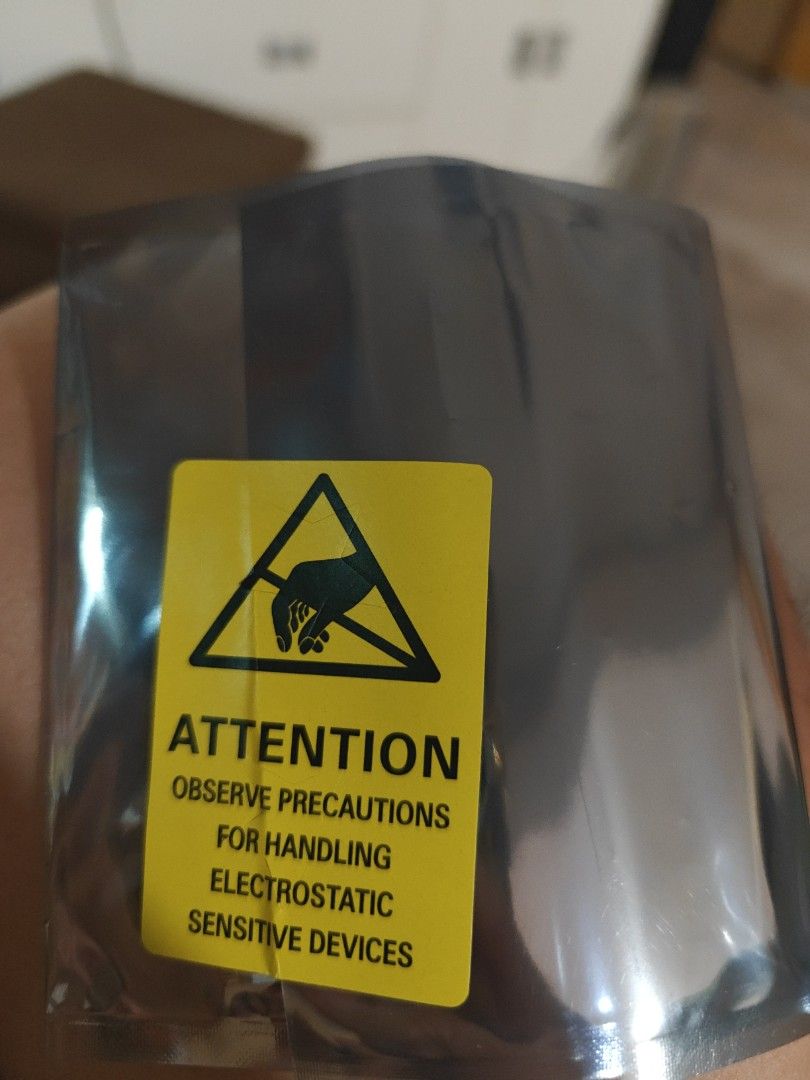 ATTENTION
OBSERVE PRECAUTIONS
FOR HANDLING
ELECTROSTATIC
SENSITIVE DEVICES